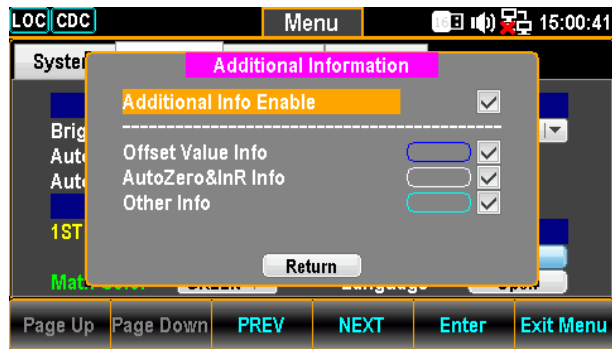 LOC CDC Menu 15:00:41
Additional Information
Additional Info Enable
Brig
Offset Value Info
Auto
AutoZero&InR Info
Auto
Other Info
1ST
Return
Page Up Page Down PREV NEXT Enter Exit Menu